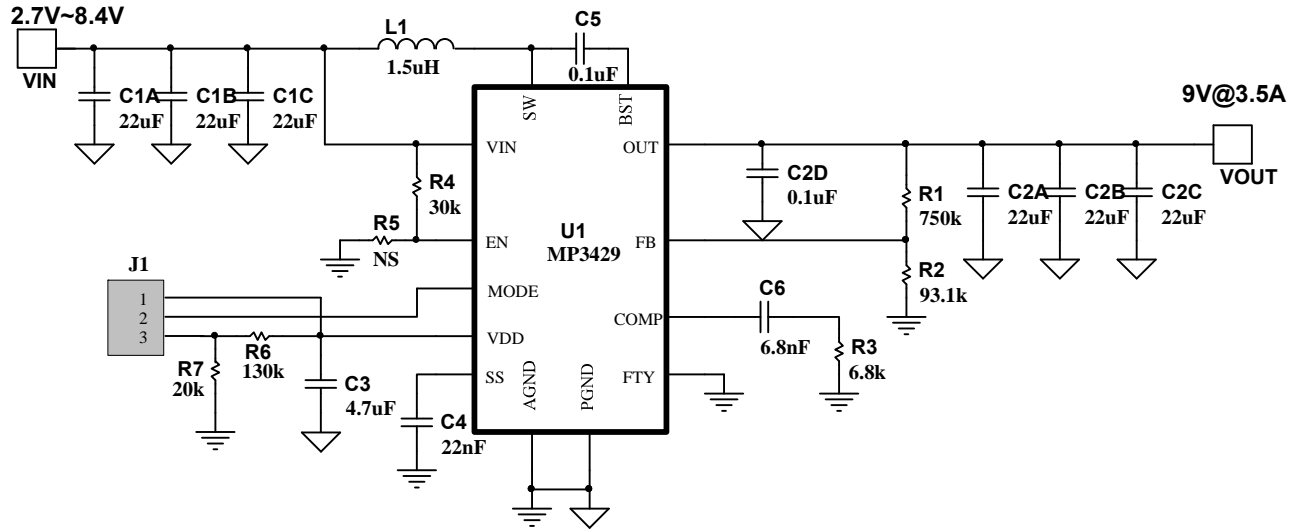 2.7V~8.4V
VIN
C1A
22uF
C1B
22uF
C1C
22uF
L1
1.5uH
C5
0.1uF
9V@3.5A
VOUT
SW
BST
VIN
OUT
R4
30k
R5
NS
EN
FB
U1
MP3429
C2D
0.1uF
R1
750k
R2
93.1k
C2A
22uF
C2B
22uF
C2C
22uF
J1
1
2
3
MODE
VDD
COMP
C6
6.8nF
R3
6.8k
R7
20k
R6
130k
C3
4.7uF
SS
C4
22nF
AGND
PGND
FTY